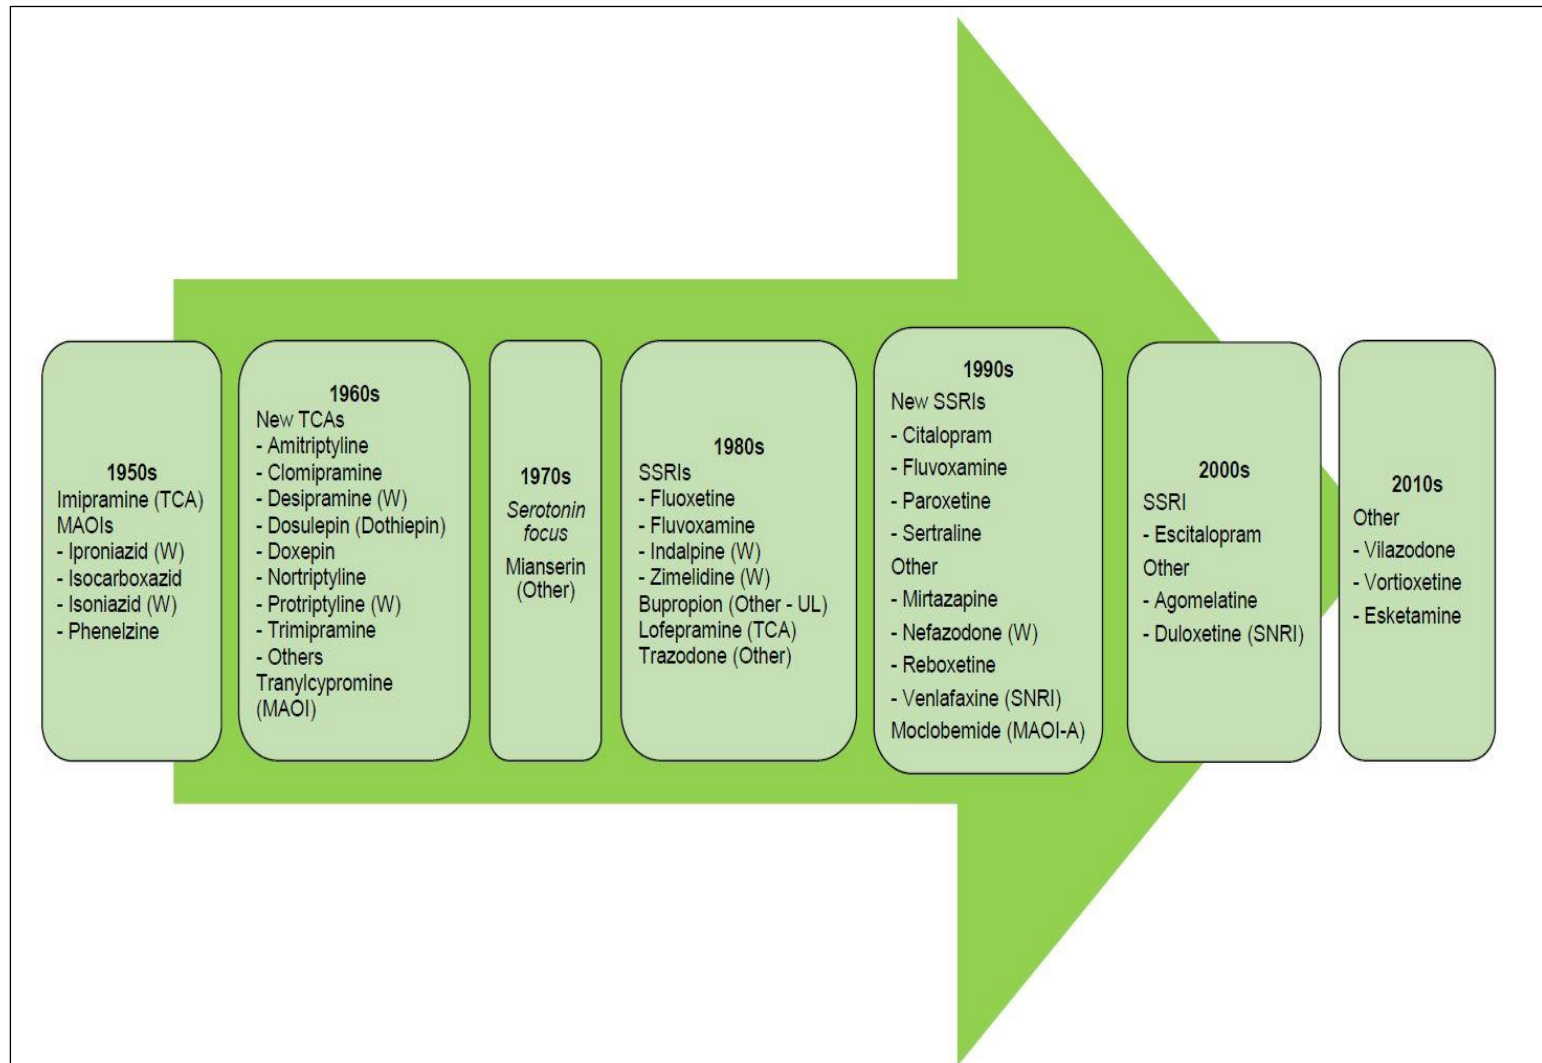 1950s
Imipramine (TCA)
MAOIs
- Iproniazid (W)
- Isocarboxazid
- Isoniazid (W)
- Phenelzine
1960s
New TCAs
- Amitriptyline
- Clomipramine
- Desipramine (W)
- Dosulepin (Dothiepin)
- Doxepin
- Nortriptyline
- Protriptyline (W)
- Trimipramine
- Others
Tranylcypromine
(MAOI)
1970s
Serotonin
focus
Mianserin
(Other)
1980s
SSRIs
- Fluoxetine
- Fluvoxamine
- Indalpine (W)
- Zimelidine (W)
Bupropion (Other - UL)
Lofepramine (TCA)
Trazodone (Other)
1990s
New SSRIs
- Citalopram
- Fluvoxamine
- Paroxetine
- Sertraline
Other
- Mirtazapine
- Nefazodone (W)
- Reboxetine
- Venlafaxine (SNRI)
Moclobemide (MAOI-A)
2000s
SSRI
- Escitalopram
Other
- Agomelatine
- Duloxetine (SNRI)
2010s
Other
- Vilazodone
- Vortioxetine
- Esketamine